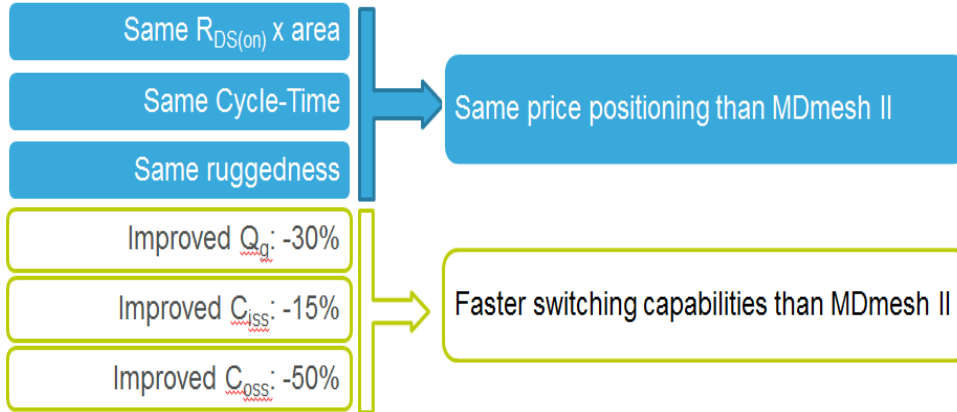 Same RDS(on) x area
Same Cycle-Time
Same ruggedness
Same price positioning than MDmesh II
Improved Qg: -30%
Improved Ciss: -15%
Improved Coss: -50%
Faster switching capabilities than MDmesh II